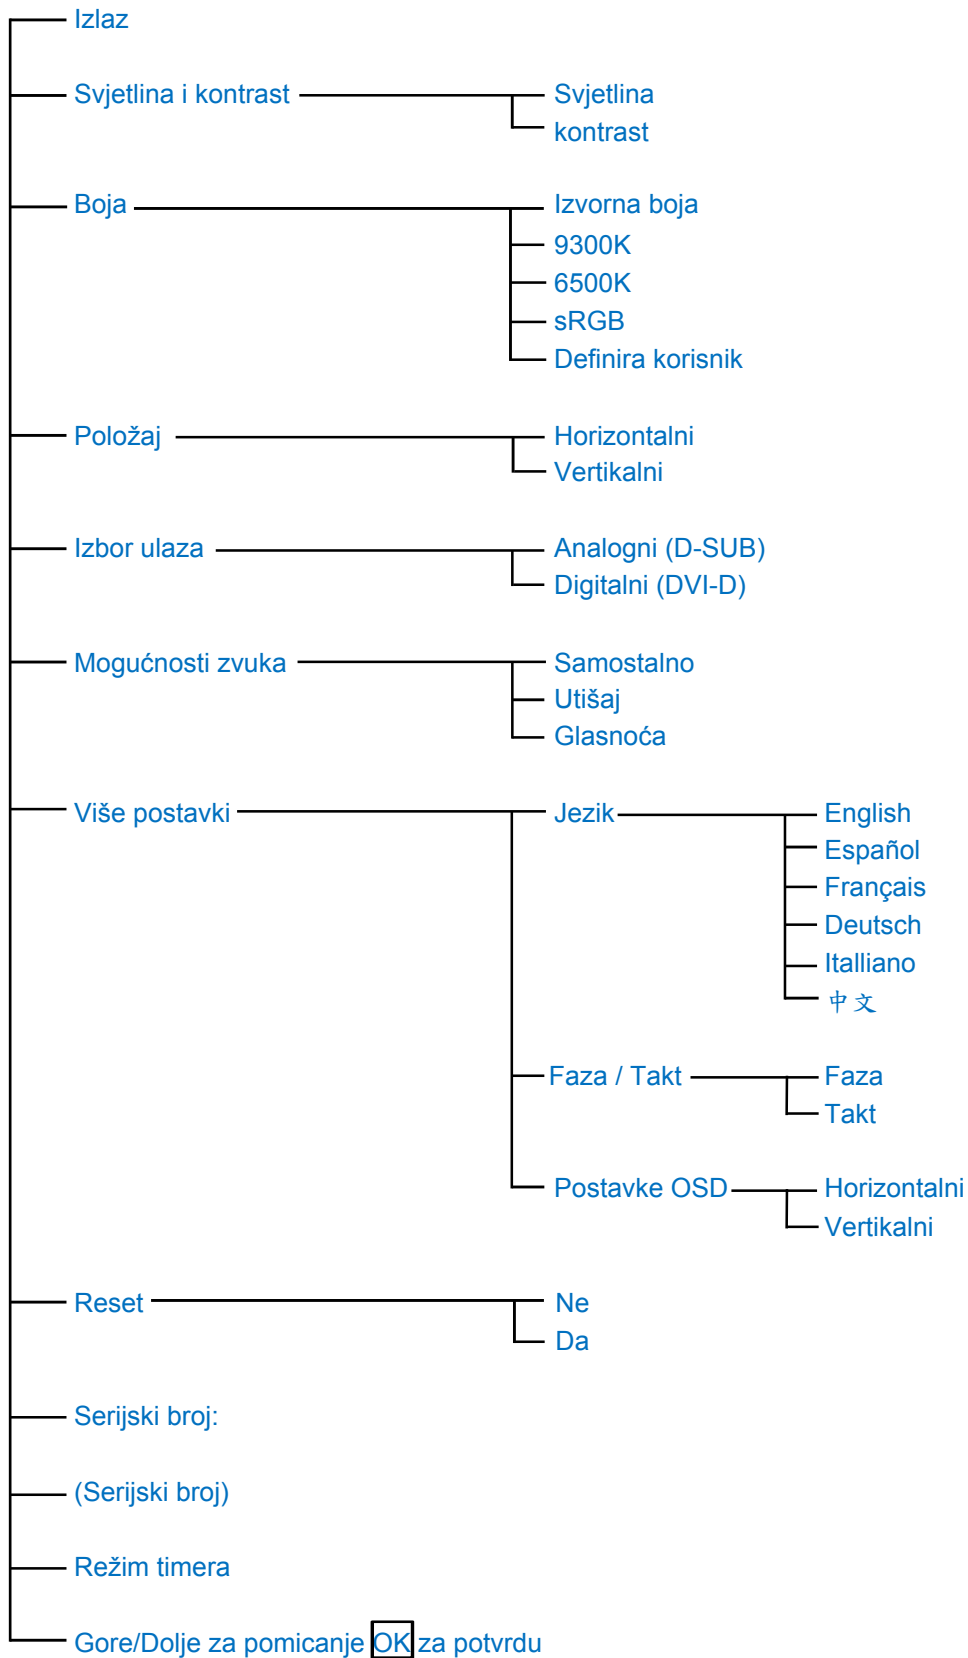 Izlaz
Svjetlina i kontrast
Svjetlina
kontrast
Boja
Izvorna boja
9300K
6500K
sRGB
Definira korisnik
Položaj
Horizontalni
Vertikalni
Izbor ulaza
Analogni (D-SUB)
Digitalni (DVI-D)
Mogućnosti zvuka
Samostalno
Utišaj
Glasnoća
Više postavki
Jezik
English
Español
Français
Deutsch
Italliano
中文
Faza / Takt
Faza
Takt
Postavke OSD
Horizontalni
Vertikalni
Reset
Ne
Da
Serijski broj:
(Serijski broj)
Režim timera
Gore/Dolje za pomicanje OK za potvrdu